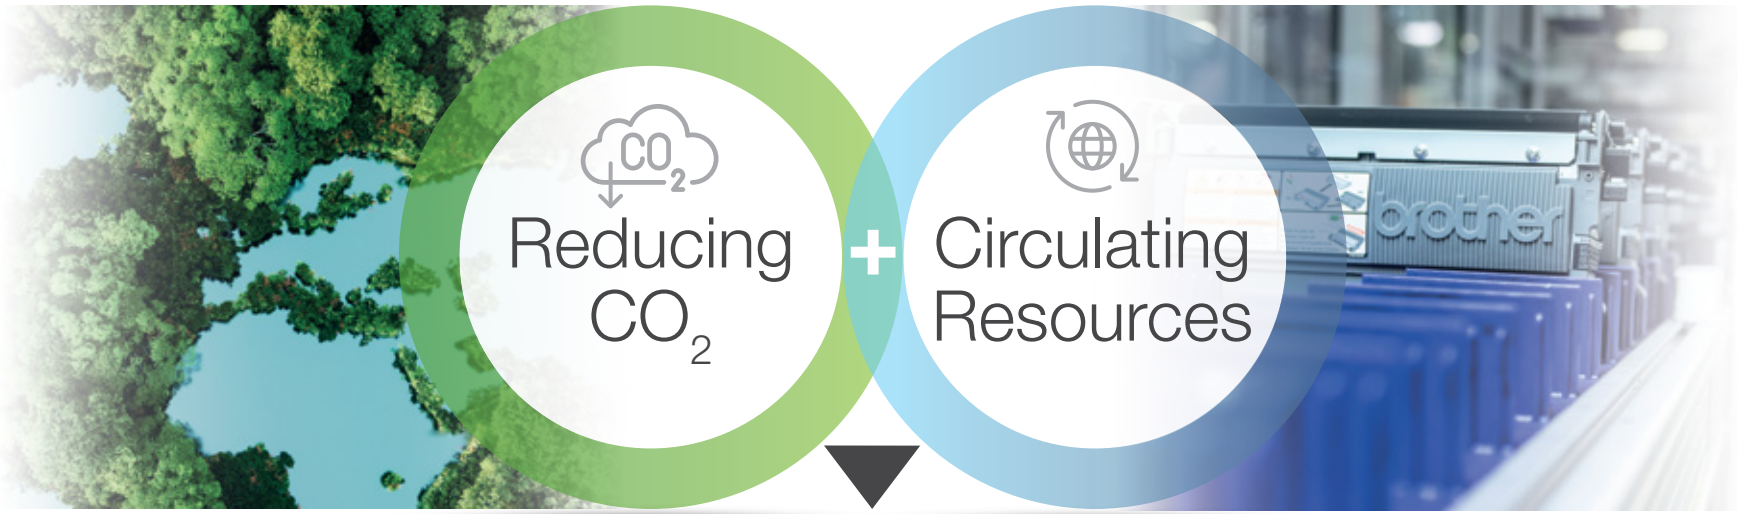 CO2
Reducing
CO2
+
Circulating
Resources
brother